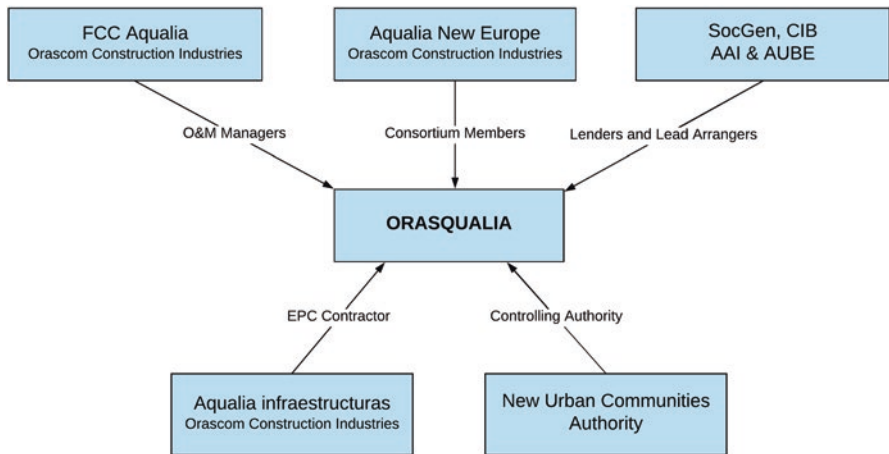 FCC Aqualia
Orascom Construction Industries
Aqualia New Europe
Orascom Construction Industries
SocGen, CIB
AAI & AUBE
O&M Managers
Consortium Members
Lenders and Lead Arrangers
ORASQUALIA
EPC Contractor
Controlling Authority
Aqualia infraestructuras
Orascom Construction Industries
New Urban Communities
Authority